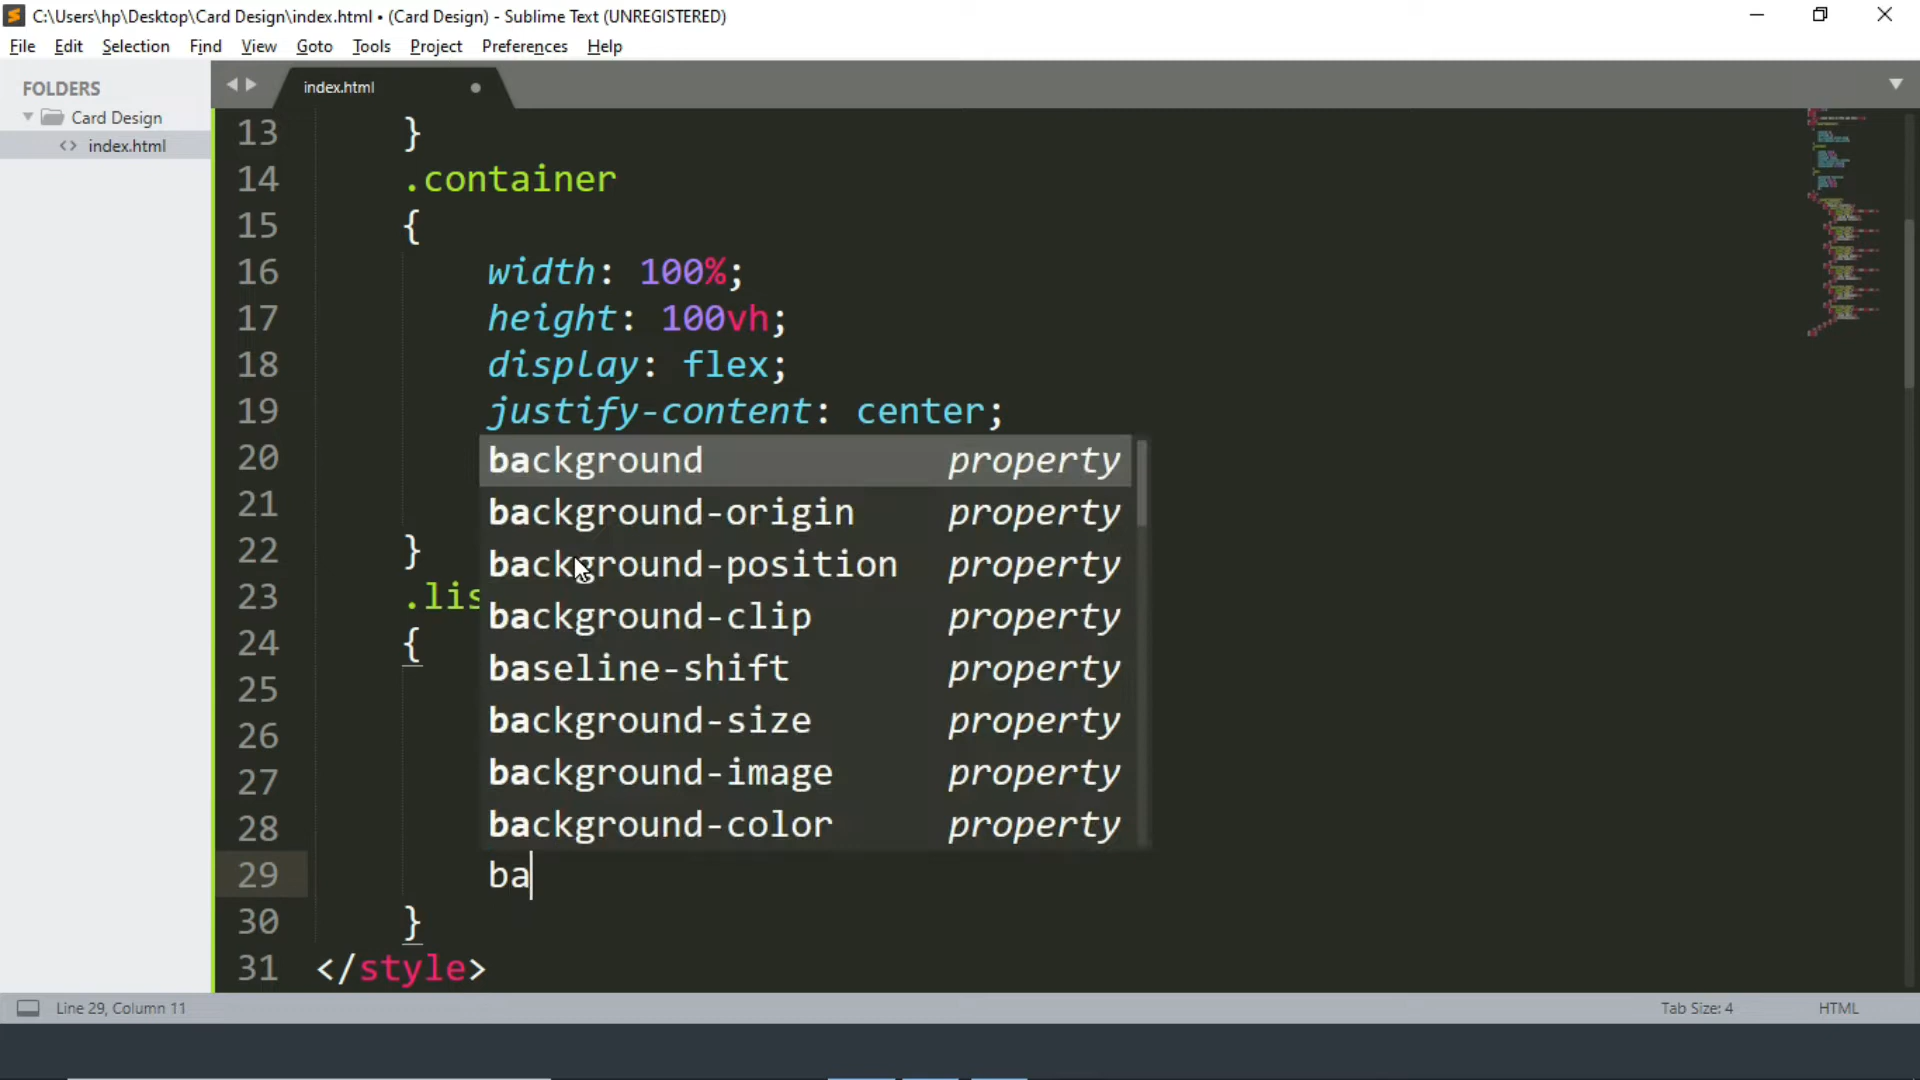 C:\Users\hp\Desktop\Card Design\index.html • (Card Design) - Sublime Text (UNREGISTERED)
File Edit Selection Find View Goto Tools Project Preferences Help
FOLDERS
Card Design
<> index.html
index.html
13 }
14 .container
15 {
16 width: 100%;
17 height: 100vh;
18 display: flex;
19 justify-content: center;
20 background property
21 background-origin property
22 } background-position property
23 .lis background-clip property
24 { baseline-shift property
25 background-size property
26
27 background-image property
28 background-color property
29 ba
30 }
31 </style>
Line 29, Column 11
Tab Size: 4
HTML